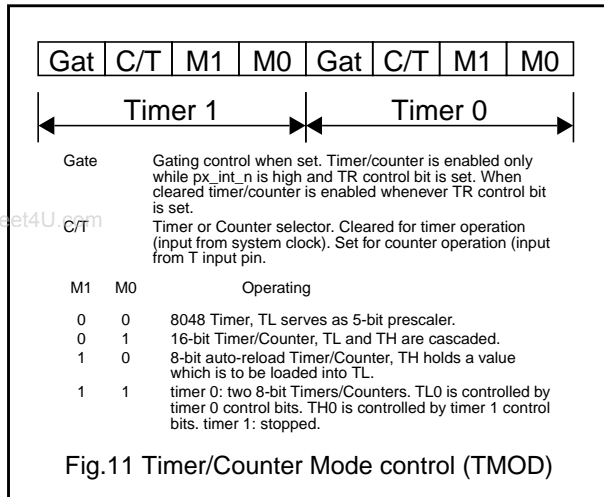 Gat C/T M1 M0 Gat C/T M1 M0
Timer 1 Timer 0
Gate Gating control when set. Timer/counter is enabled only
while px_int_n is high and TR control bit is set. When
cleared timer/counter is enabled whenever TR control bit
is set.
eet4U.com
C/T Timer or Counter selector. Cleared for timer operation
(input from system clock). Set for counter operation (input
from T input pin.
M1 M0 Operating
0 0 8048 Timer, TL serves as 5-bit prescaler.
0 1 16-bit Timer/Counter, TL and TH are cascaded.
1 0 8-bit auto-reload Timer/Counter, TH holds a value
which is to be loaded into TL.
1 1 timer 0: two 8-bit Timers/Counters. TL0 is controlled by
timer 0 control bits. TH0 is controlled by timer 1 control
bits. timer 1: stopped.
Fig.11 Timer/Counter Mode control (TMOD)